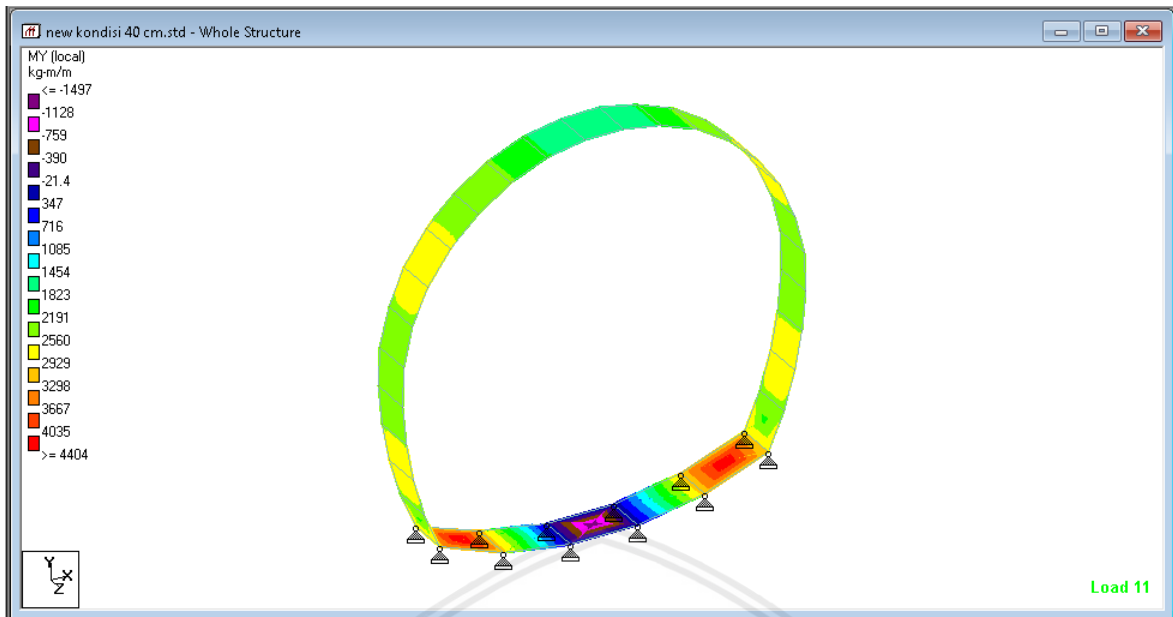 new kondisi 40 cm.std - Whole Structure
MY (local)
kg-m/m
<= -1497
-1128
-759
-390
-21.4
347
716
1085
1454
1823
2191
2560
2929
3298
3667
4035
>= 4404
Y
X
Z
Load 11